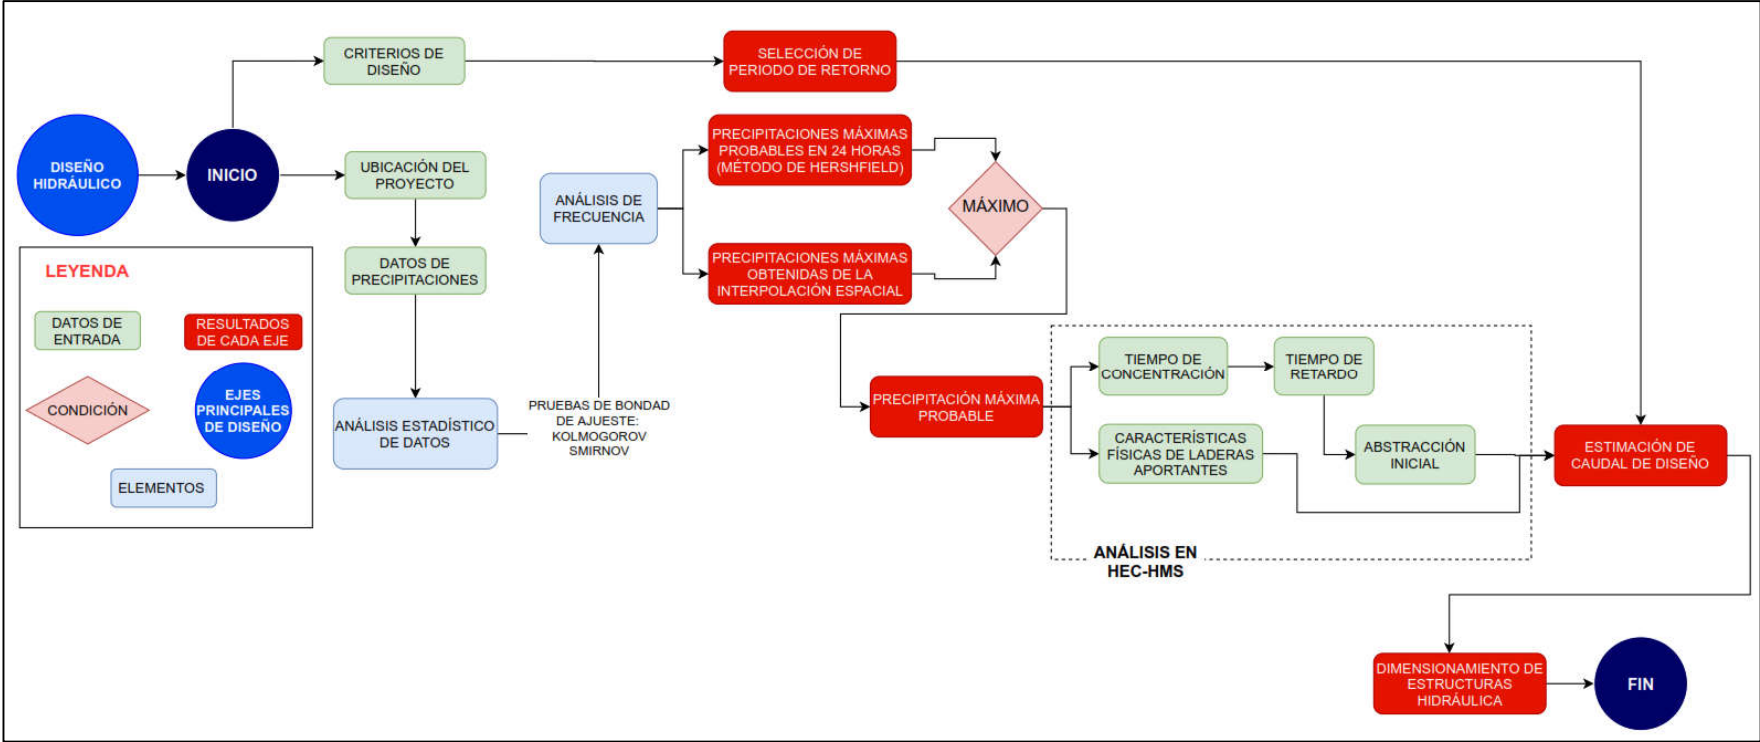 CRITERIOS DE
DISEÑO
SELECCIÓN DE
PERIODO DE RETORNO
DISEÑO
HIDRÁULICO
INICIO
UBICACIÓN DEL
PROYECTO
DATOS DE
PRECIPITACIONES
ANÁLISIS ESTADÍSTICO
DE DATOS
PRUEBAS DE BONDAD
DE AJUESTE:
KOLMOGOROV
SMIRNOV
ANÁLISIS DE
FRECUENCIA
PRECIPITACIONES MÁXIMAS
PROBABLES EN 24 HORAS
(MÉTODO DE HERSHFIELD)
PRECIPITACIONES MÁXIMAS
OBTENIDAS DE LA
INTERPOLACIÓN ESPACIAL
MÁXIMO
PRECIPITACIÓN MÁXIMA
PROBABLE
TIEMPO DE
CONCENTRACIÓN
TIEMPO DE
RETARDO
CARACTERÍSTICAS
FÍSICAS DE LADERAS
APORTANTES
ABSTRACCIÓN
INICIAL
ANÁLISIS EN
HEC-HMS
ESTIMACIÓN DE
CAUDAL DE DISEÑO
DIMENSIONAMIENTO DE
ESTRUCTURAS
HIDRÁULICA
FIN
LEYENDA
DATOS DE
ENTRADA
RESULTADOS
DE CADA EJE
CONDICIÓN
EJES
PRINCIPALES
DE DISEÑO
ELEMENTOS